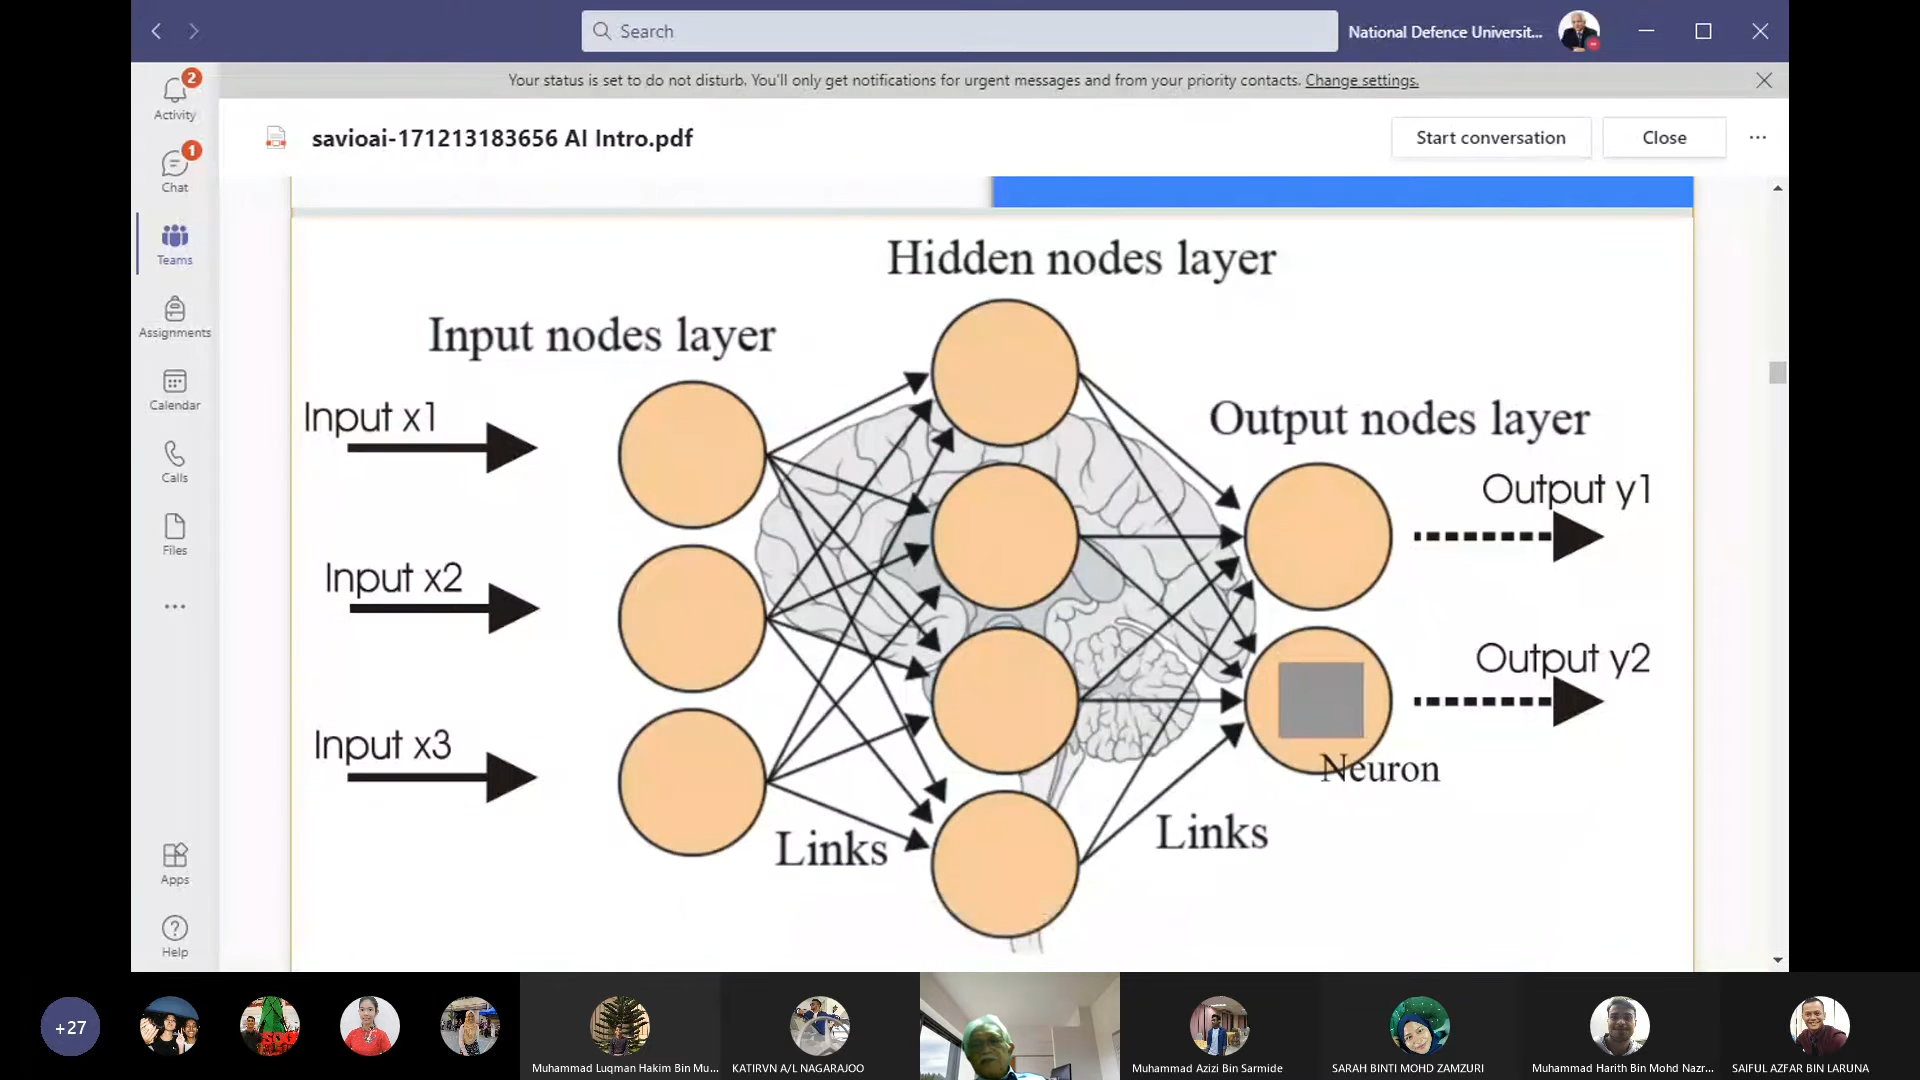 Search
National Defence Universit...
Your status is set to do not disturb. You'll only get notifications for urgent messages and from your priority contacts. Change settings.
2
Activity
1
Chat
Teams
Assignments
Calendar
Calls
Files
Apps
Help
savioai-171213183656 AI Intro.pdf
Start conversation
Close
Hidden nodes layer
Input nodes layer
Output nodes layer
Input x1
Input x2
Input x3
Output y1
Output y2
Neuron
Links
Links
+27
Muhammad Luqman Hakim Bin Mu...
KATIRVN A/L NAGARAJOO
Muhammad Azizi Bin Sarmide
SARAH BINTI MOHD ZAMZURI
Muhammad Harith Bin Mohd Nazr...
SAIFUL AZFAR BIN LARUNA